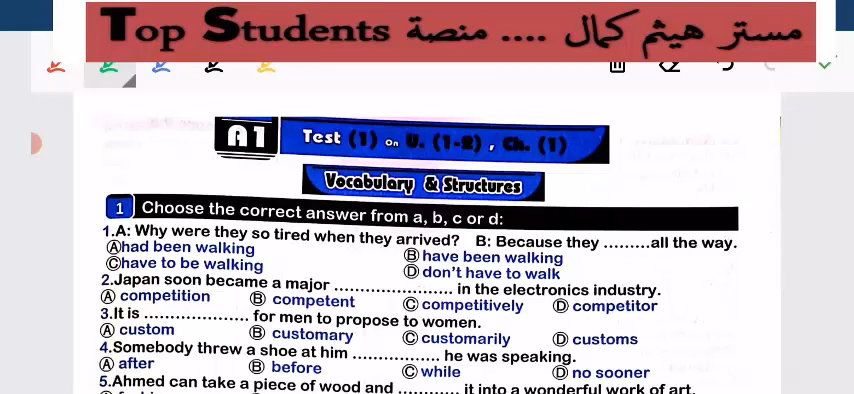 Top Students مستر هيثم كمال .... منصة
A1
Test (1) on U. (1-2) , Ch. (1)
Vocabulary & Structures
1 Choose the correct answer from a, b, c or d:
1.A: Why were they so tired when they arrived? B: Because they .........all the way.
Ⓐhad been walking Ⓑ have been walking
Ⓒhave to be walking Ⓓ don't have to walk
2.Japan soon became a major ........................ in the electronics industry.
Ⓐ competition Ⓑ competent Ⓒ competitively Ⓓ competitor
3.It is ..................... for men to propose to women.
Ⓐ custom Ⓑ customary Ⓒ customarily Ⓓ customs
4.Somebody threw a shoe at him ................. he was speaking.
Ⓐ after Ⓑ before Ⓒ while Ⓓ no sooner
5.Ahmed can take a piece of wood and ............ it into a wonderful work of art.